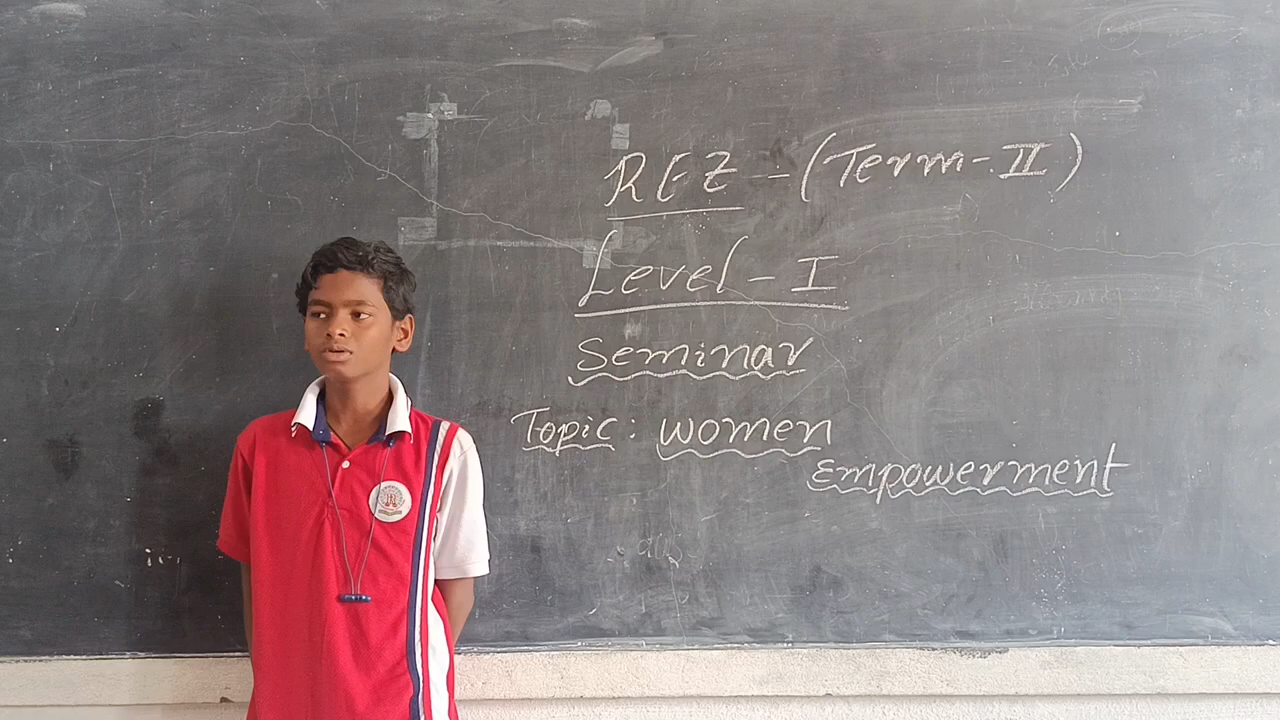 REZ - (Term-II)
Level - I
Seminar
Topic : Women
Empowerment